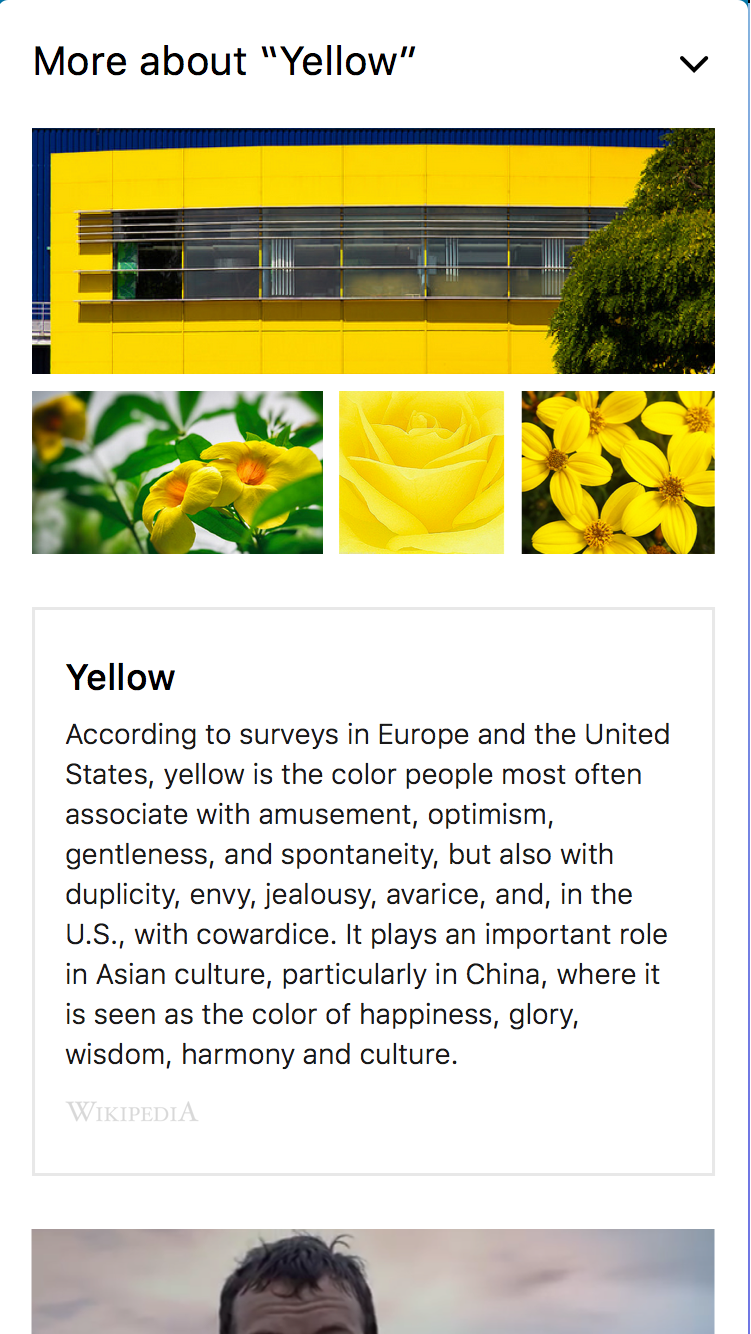 More about “Yellow”
Yellow
According to surveys in Europe and the United
States, yellow is the color people most often
associate with amusement, optimism,
gentleness, and spontaneity, but also with
duplicity, envy, jealousy, avarice, and, in the
U.S., with cowardice. It plays an important role
in Asian culture, particularly in China, where it
is seen as the color of happiness, glory,
wisdom, harmony and culture.
WIKIPEDIA